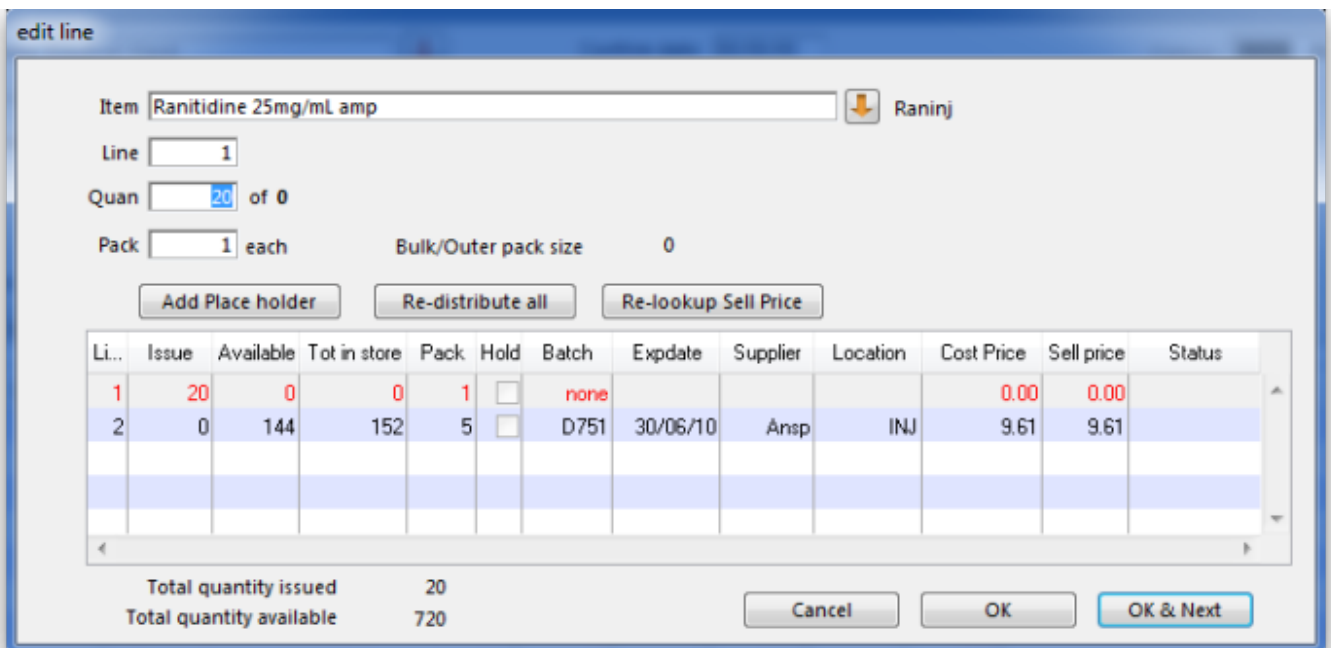 edit line
Item Ranitidine 25mg/mL amp Raninj
Line 1
Quan 20 of 0
Pack 1 each Bulk/Outer pack size 0
Add Place holder Re-distribute all Re-lookup Sell Price
Li... Issue Available Tot in store Pack Hold Batch Expdate Supplier Location Cost Price Sell price Status
1 20 0 0 1 none 0.00 0.00
2 0 144 152 5 D751 30/06/10 Ansp INJ 9.61 9.61
Total quantity issued 20
Total quantity available 720
Cancel OK OK & Next